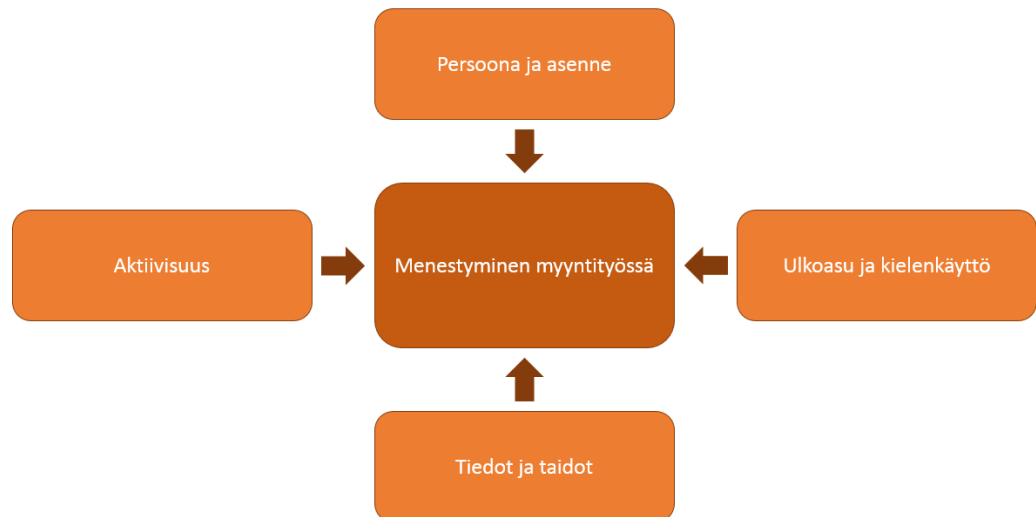 Persoona ja asenne
Aktiivisuus
Menestyminen myyntityössä
Ulkoasu ja kielenkäyttö
Tiedot ja taidot